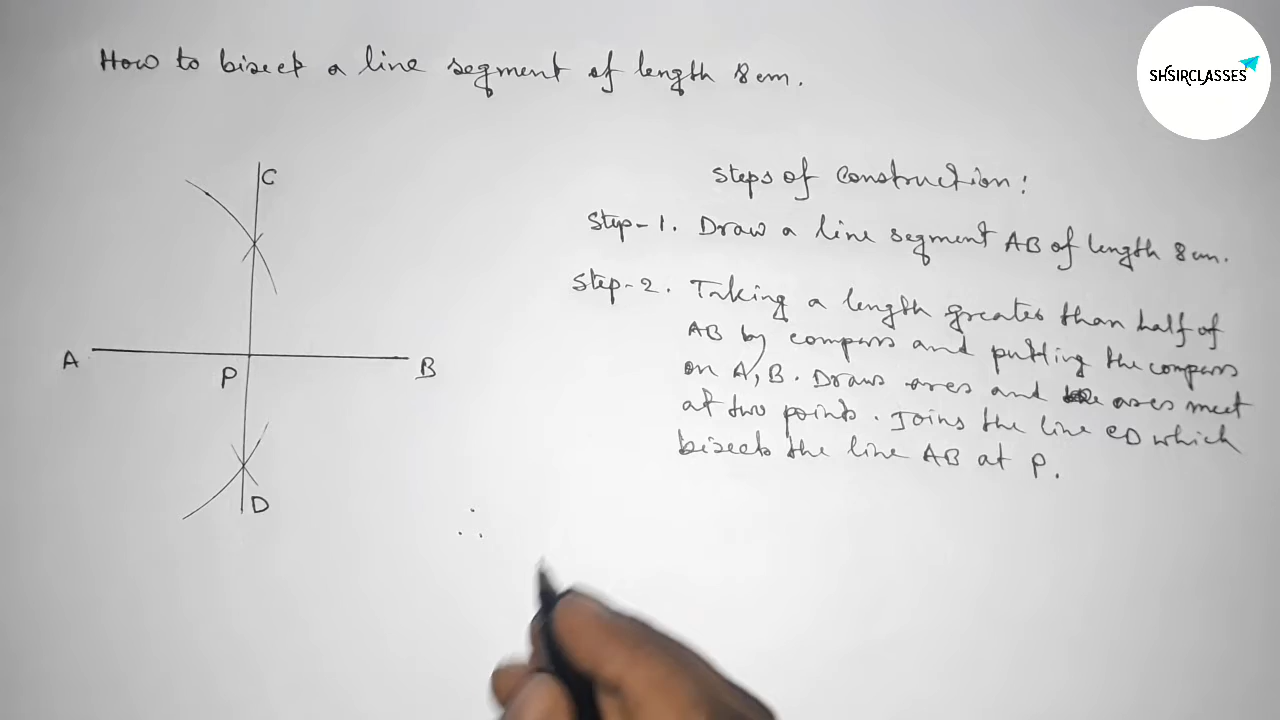 How to bisect a line segment of length 8 cm.
SHSIRCLASSES
C
A
P
B
D
Steps of Construction:
Step-1. Draw a line segment AB of length 8 cm.
Step-2. Taking a length greater than half of
AB by compass and putting the compass
on A, B. Draws arcs and arcs meet
at two points. Joins the line CD which
bisects the line AB at P.
∴